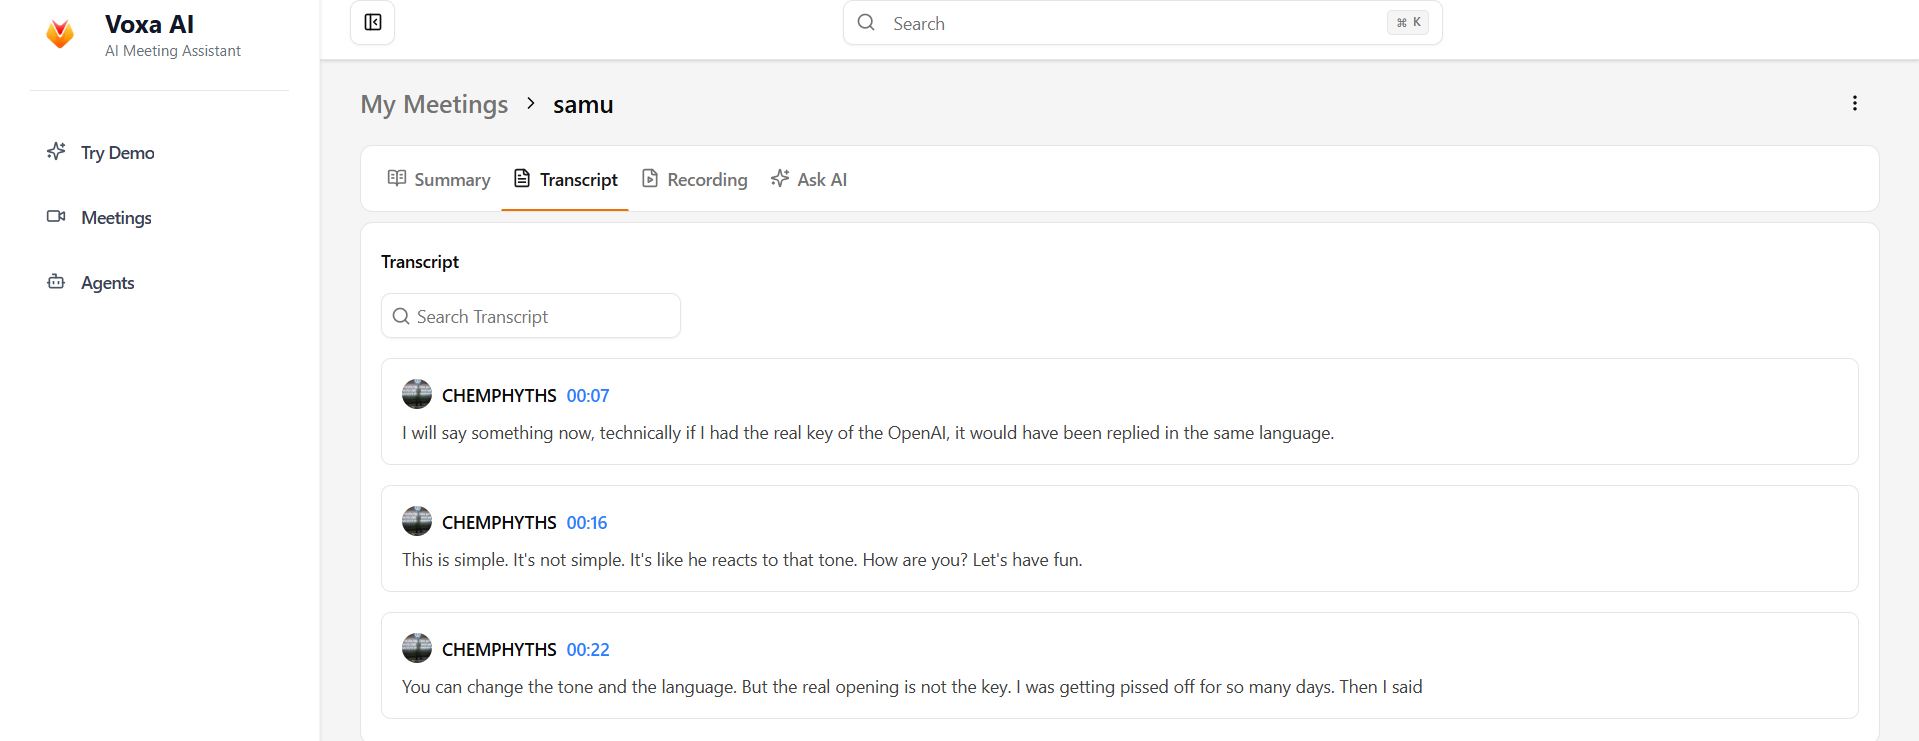 Voxa AI
AI Meeting Assistant
Search
⌘ K
Try Demo
Meetings
Agents
My Meetings > samu
Summary
Transcript
Recording
Ask AI
Transcript
Search Transcript
CHEMPHYTHS 00:07
I will say something now, technically if I had the real key of the OpenAI, it would have been replied in the same language.
CHEMPHYTHS 00:16
This is simple. It's not simple. It's like he reacts to that tone. How are you? Let's have fun.
CHEMPHYTHS 00:22
You can change the tone and the language. But the real opening is not the key. I was getting pissed off for so many days. Then I said